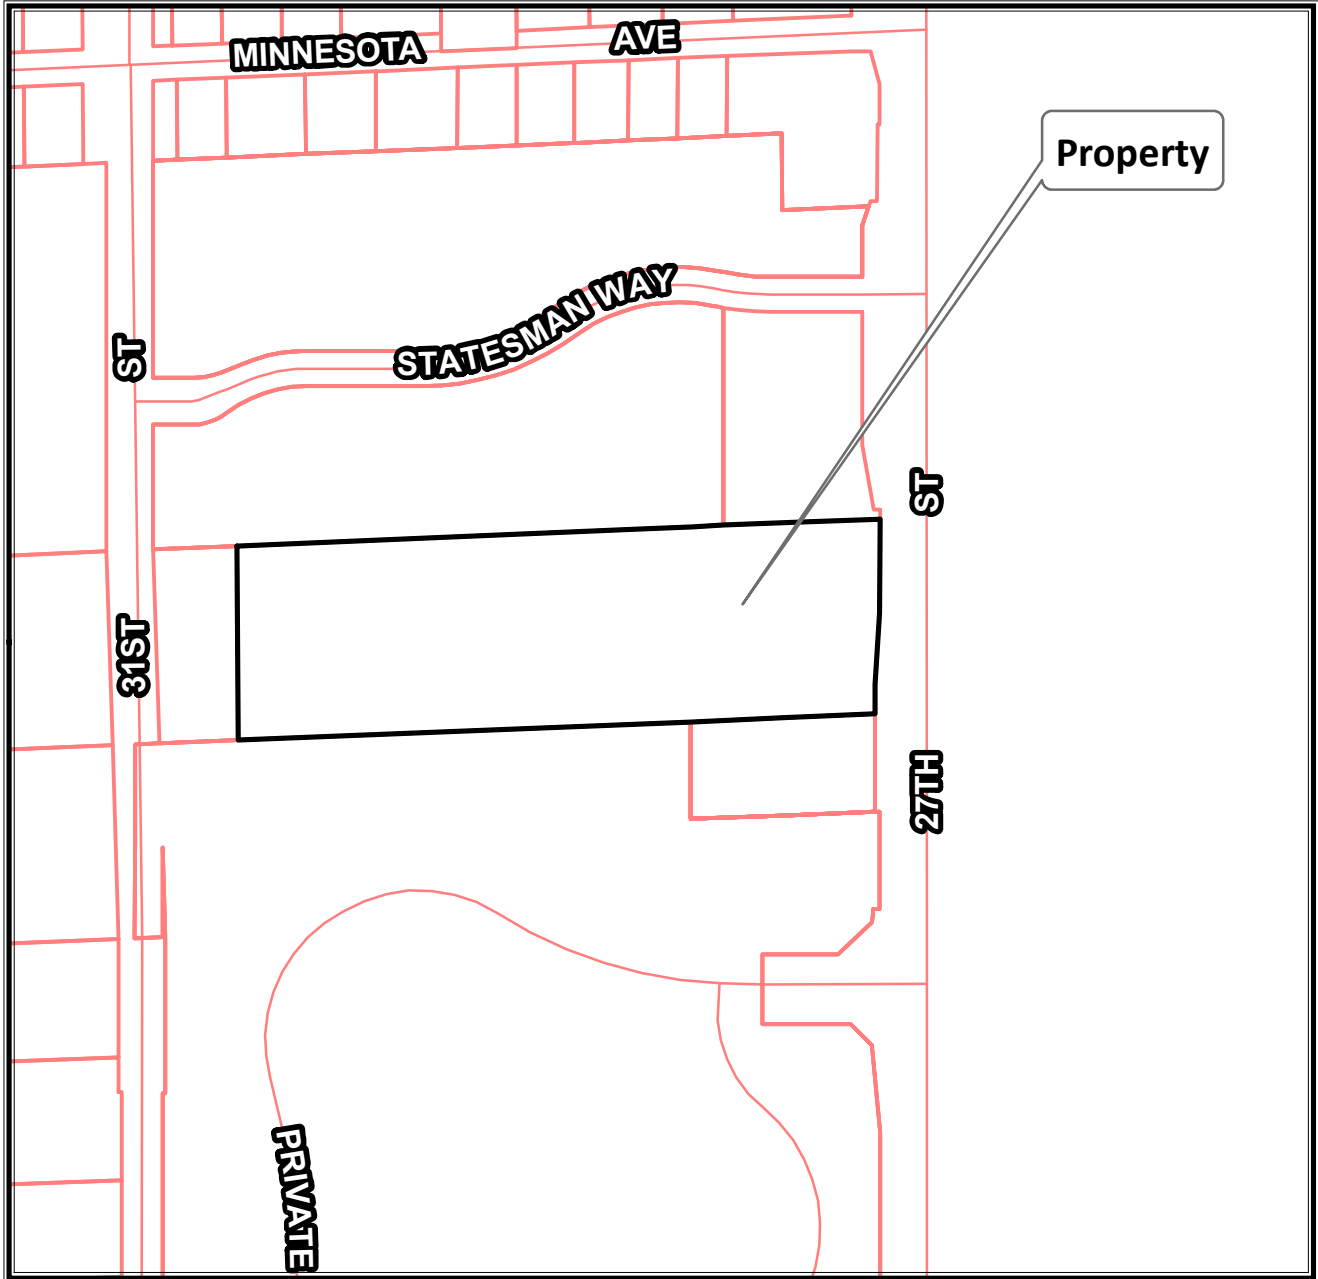 MINNESOTA AVE
Property
STATESMAN WAY
ST
ST
31ST
27TH
PRIVATE